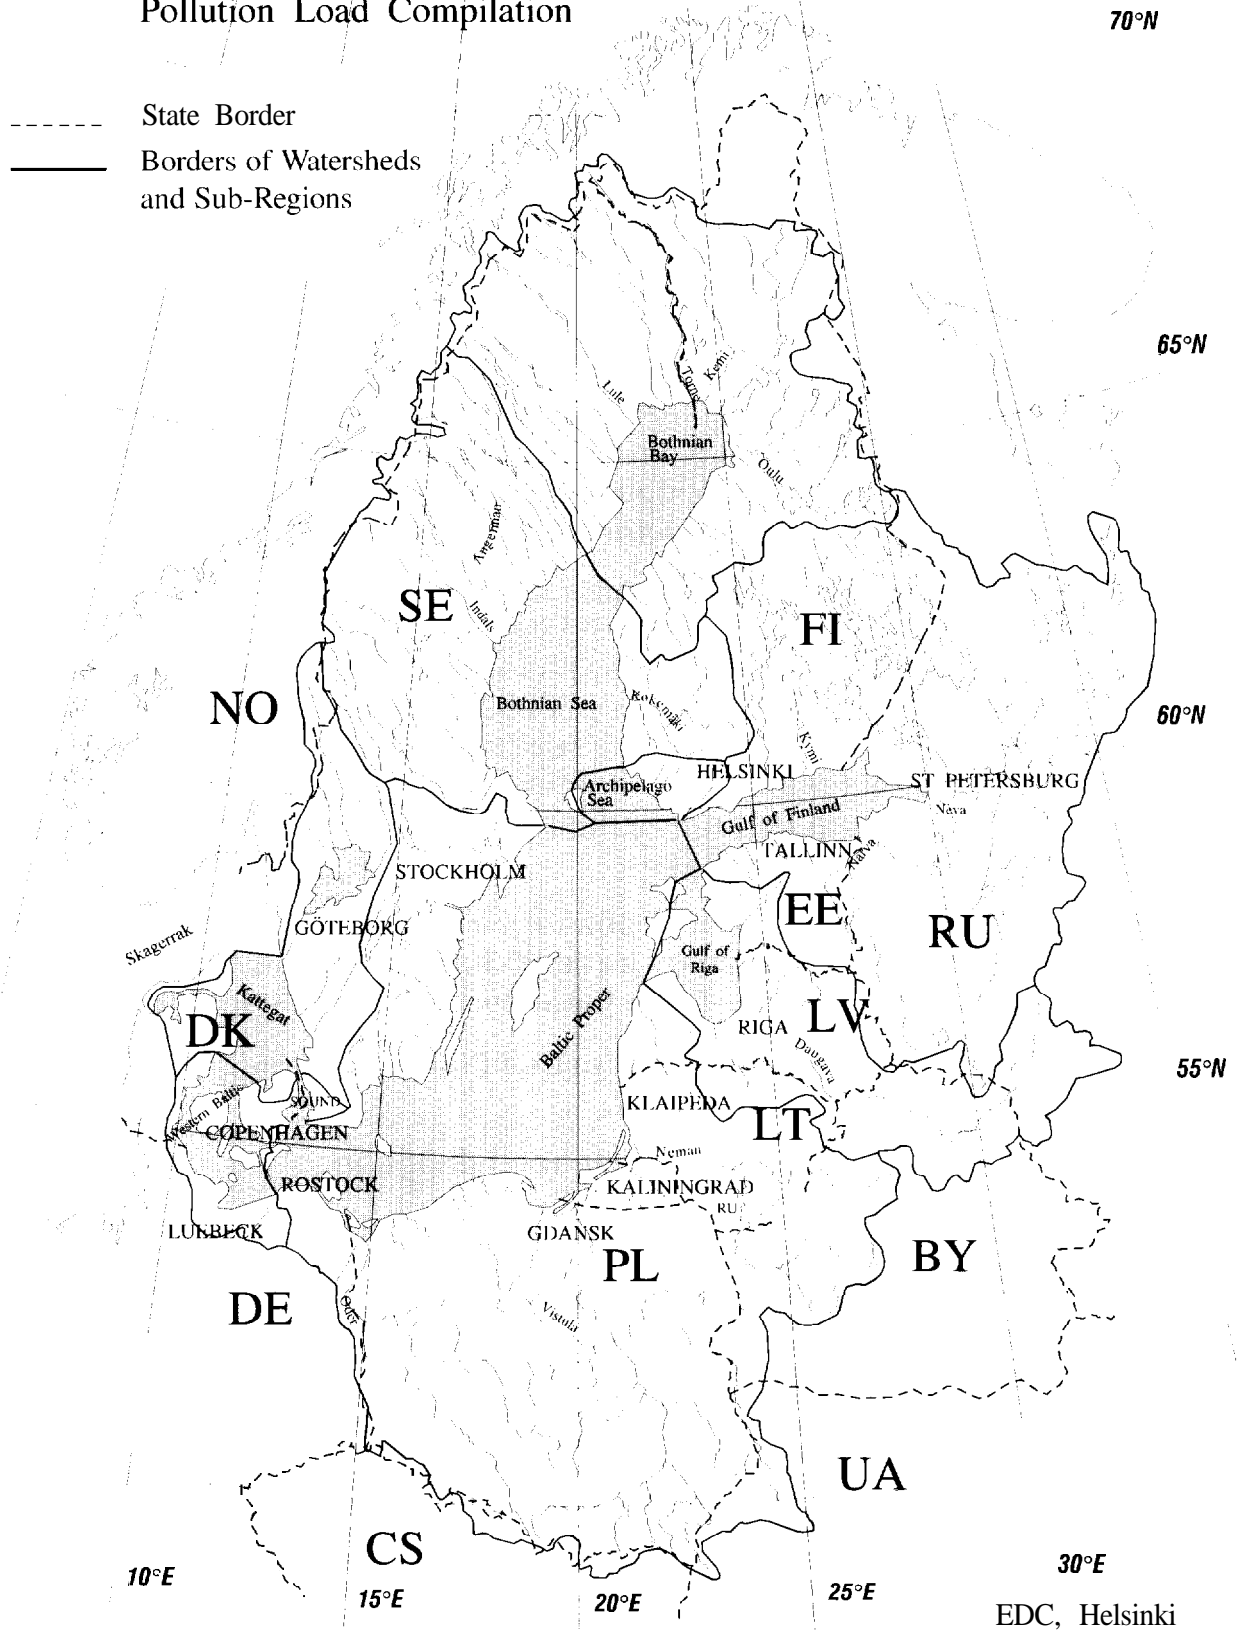 Pollution Load Compilation
70°N
State Border
Borders of Watersheds
and Sub-Regions
65°N
Kemi
Torne
Lule
Bothnian
Bay
Oulu
Angerman
SE
Indals
FI
NO
Bothnian Sea
Kokemäki
60°N
Kymi
HELSINKI
ST PETERSBURG
Archipelago
Sea
Neva
Gulf of Finland
TALLINN
Narva
STOCKHOLM
EE
GÖTEBORG
RU
Skagerrak
Gulf of
Riga
Kattegat
DK
Baltic Proper
RIGA
LV
Daugava
55°N
SOUND
Western Baltic
KLAIPEDA
COPENHAGEN
LT
Neman
ROSTOCK
KALININGRAD
RU
LUEBECK
GDANSK
PL
BY
DE
Oder
Vistula
UA
CS
10°E
15°E
20°E
25°E
30°E
EDC, Helsinki